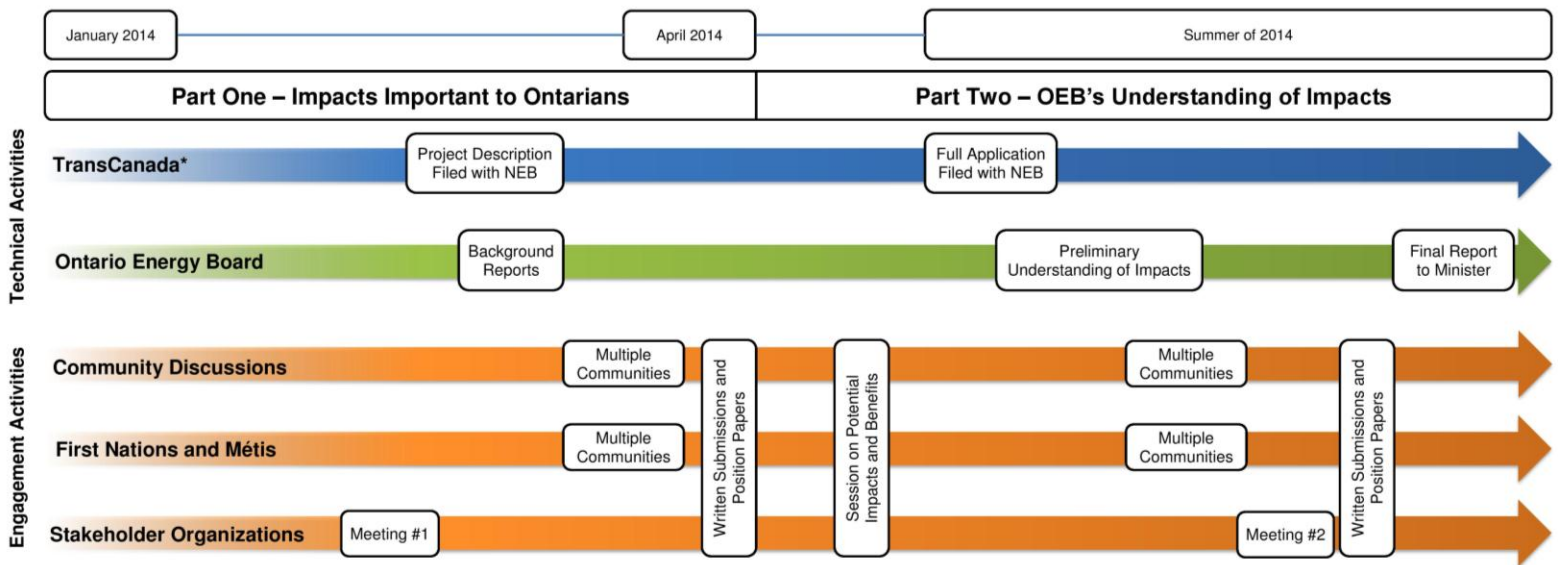 January 2014
April 2014
Summer of 2014
Part One – Impacts Important to Ontarians
Part Two – OEB's Understanding of Impacts
Technical Activities
TransCanada*
Project Description
Filed with NEB
Full Application
Filed with NEB
Ontario Energy Board
Background
Reports
Preliminary
Understanding of Impacts
Final Report
to Minister
Engagement Activities
Community Discussions
Multiple
Communities
Written Submissions and
Position Papers
Session on Potential
Impacts and Benefits
Multiple
Communities
Written Submissions and
Position Papers
First Nations and Métis
Multiple
Communities
Multiple
Communities
Stakeholder Organizations
Meeting #1
Meeting #2